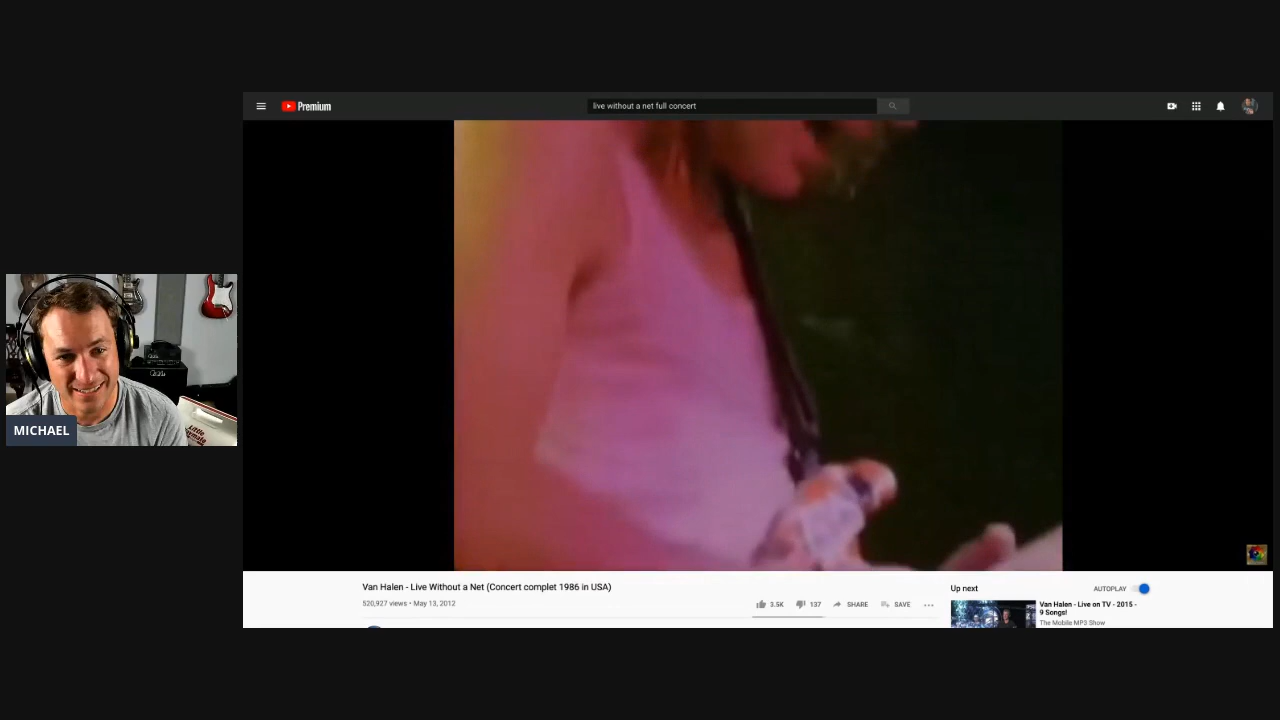 Premium
live without a net full concert
MICHAEL
Van Halen - Live Without a Net (Concert complet 1986 in USA)
520,927 views • May 13, 2012
3.5K
137
SHARE
SAVE
Up next
AUTOPLAY
Van Halen - Live on TV - 2015 -
9 Songs!
The Mobile MP3 Show